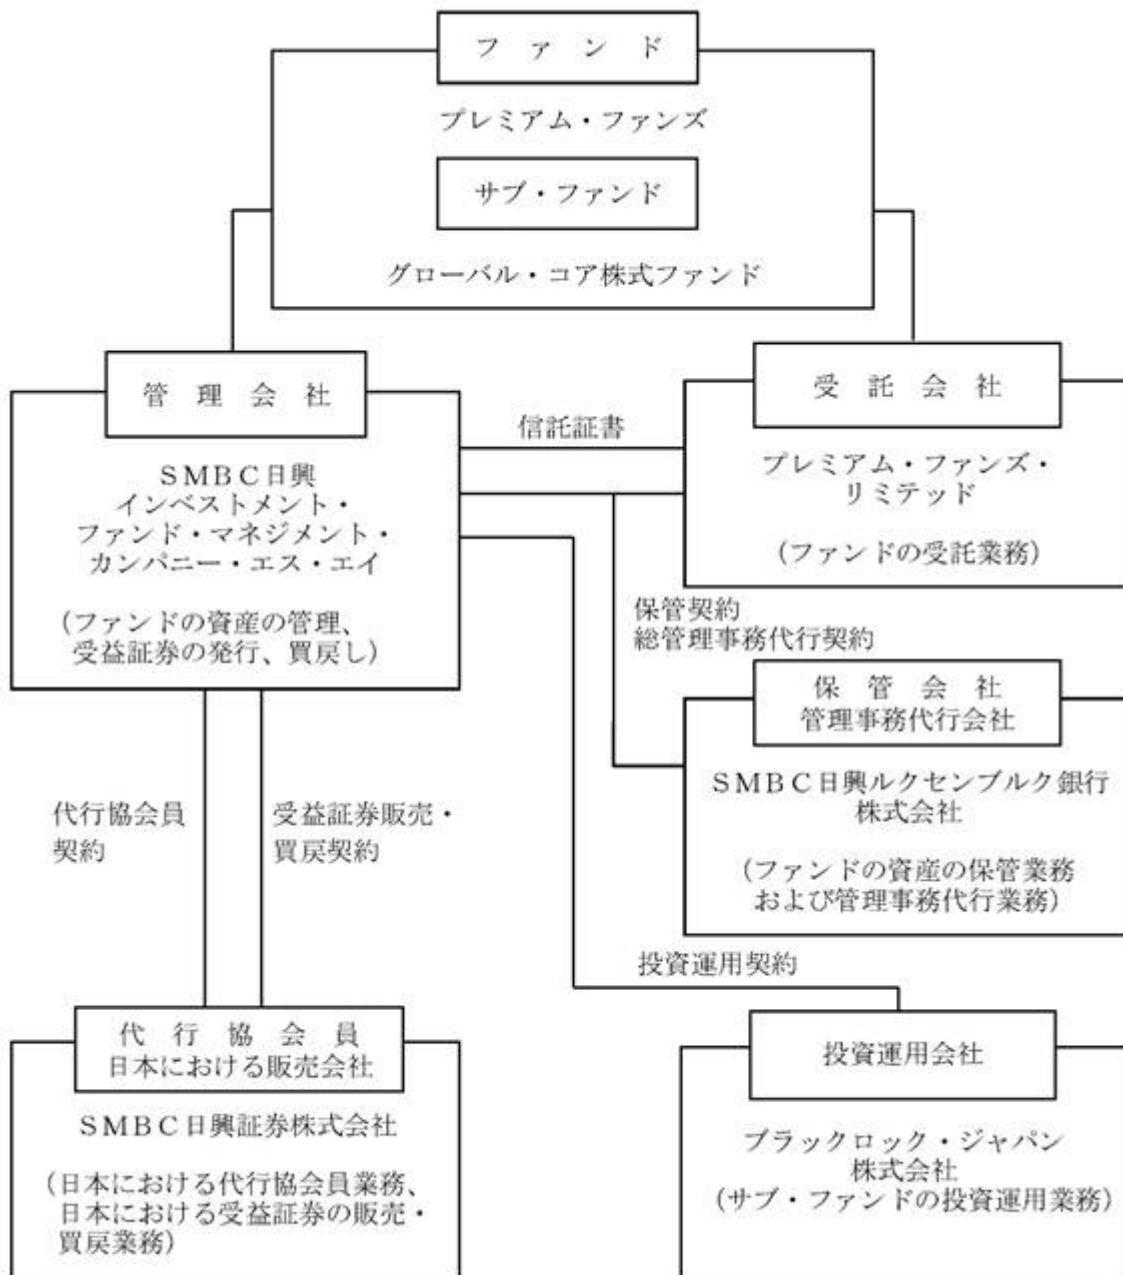 ファンド
プレミアム・ファンズ
サブ・ファンド
グローバル・コア株式ファンド
管理会社
SMBC日興
インベストメント・
ファンド・マネジメント・
カンパニー・エス・エイ
(ファンドの資産の管理、
受益証券の発行、買戻し)
信託証書
受託会社
プレミアム・ファンズ・
リミテッド
(ファンドの受託業務)
保管契約
総管理事務代行契約
保管会社
管理事務代行会社
SMBC日興ルクセンブルク銀行
株式会社
(ファンドの資産の保管業務
および管理事務代行業務)
代行協会員
契約
受益証券販売・
買戻契約
投資運用契約
代行協会員
日本における販売会社
SMBC日興証券株式会社
(日本における代行協会員業務、
日本における受益証券の販売・
買戻業務)
投資運用会社
ブラックロック・ジャパン
株式会社
(サブ・ファンドの投資運用業務)